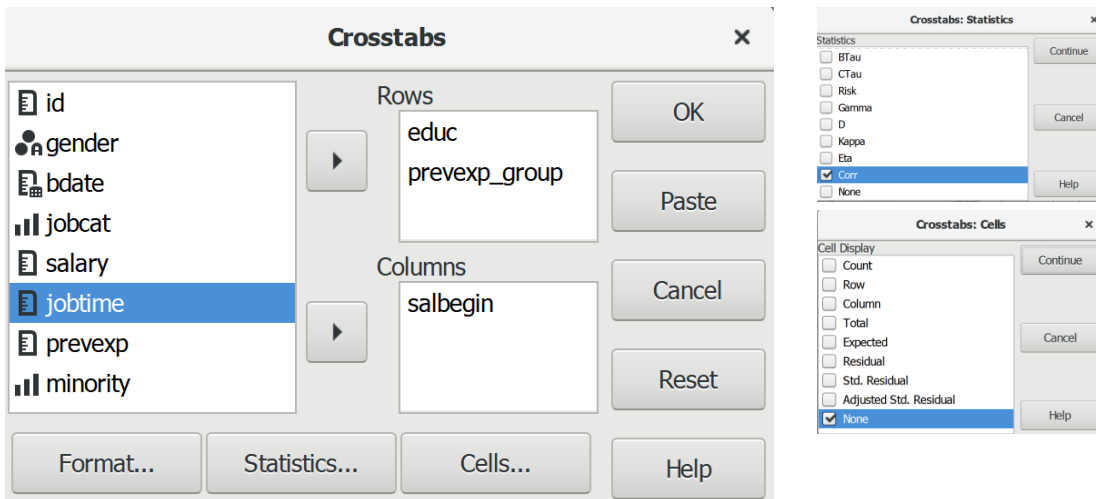 Crosstabs
id
gender
bdate
jobcat
salary
jobtime
prevexp
minority
Rows
educ
prevexp_group
Columns
salbegin
OK
Paste
Cancel
Reset
Help
Format...
Statistics...
Cells...
Crosstabs: Statistics
Statistics
BTau
CTau
Risk
Gamma
D
Kappa
Eta
Corr
None
Continue
Cancel
Help
Crosstabs: Cells
Cell Display
Count
Row
Column
Total
Expected
Residual
Std. Residual
Adjusted Std. Residual
None
Continue
Cancel
Help